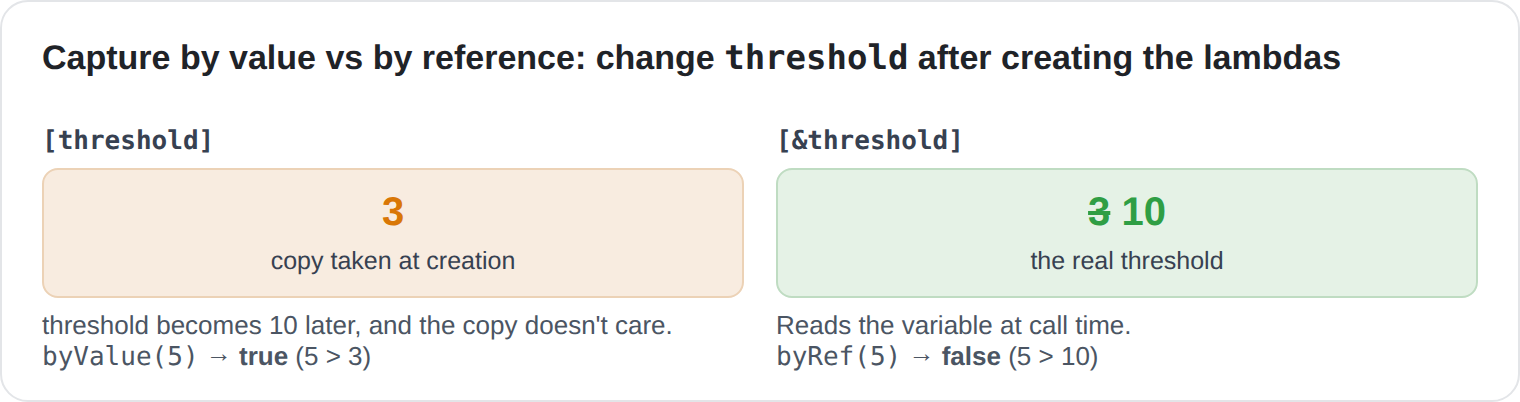 Capture by value vs by reference: change threshold after creating the lambdas
[threshold]
3
copy taken at creation
threshold becomes 10 later, and the copy doesn't care.
byValue(5) → true (5 > 3)
[&threshold]
3 10
the real threshold
Reads the variable at call time.
byRef(5) → false (5 > 10)